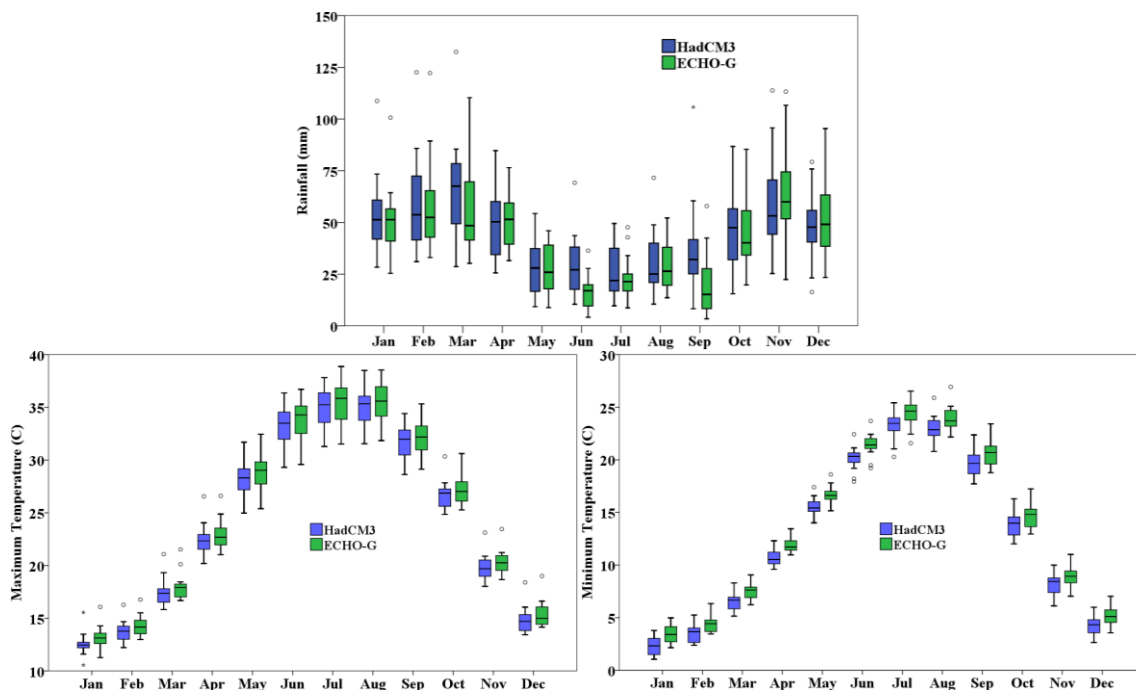 150
125
100
75
50
25
0
Rainfall (mm)
HadCM3
ECHO-G
Jan Feb Mar Apr May Jun Jul Aug Sep Oct Nov Dec
40
35
30
25
20
15
10
Maximum Temperature (C)
HadCM3
ECHO-G
Jan Feb Mar Apr May Jun Jul Aug Sep Oct Nov Dec
30
25
20
15
10
5
0
Minimum Temperature (C)
HadCM3
ECHO-G
Jan Feb Mar Apr May Jun Jul Aug Sep Oct Nov Dec